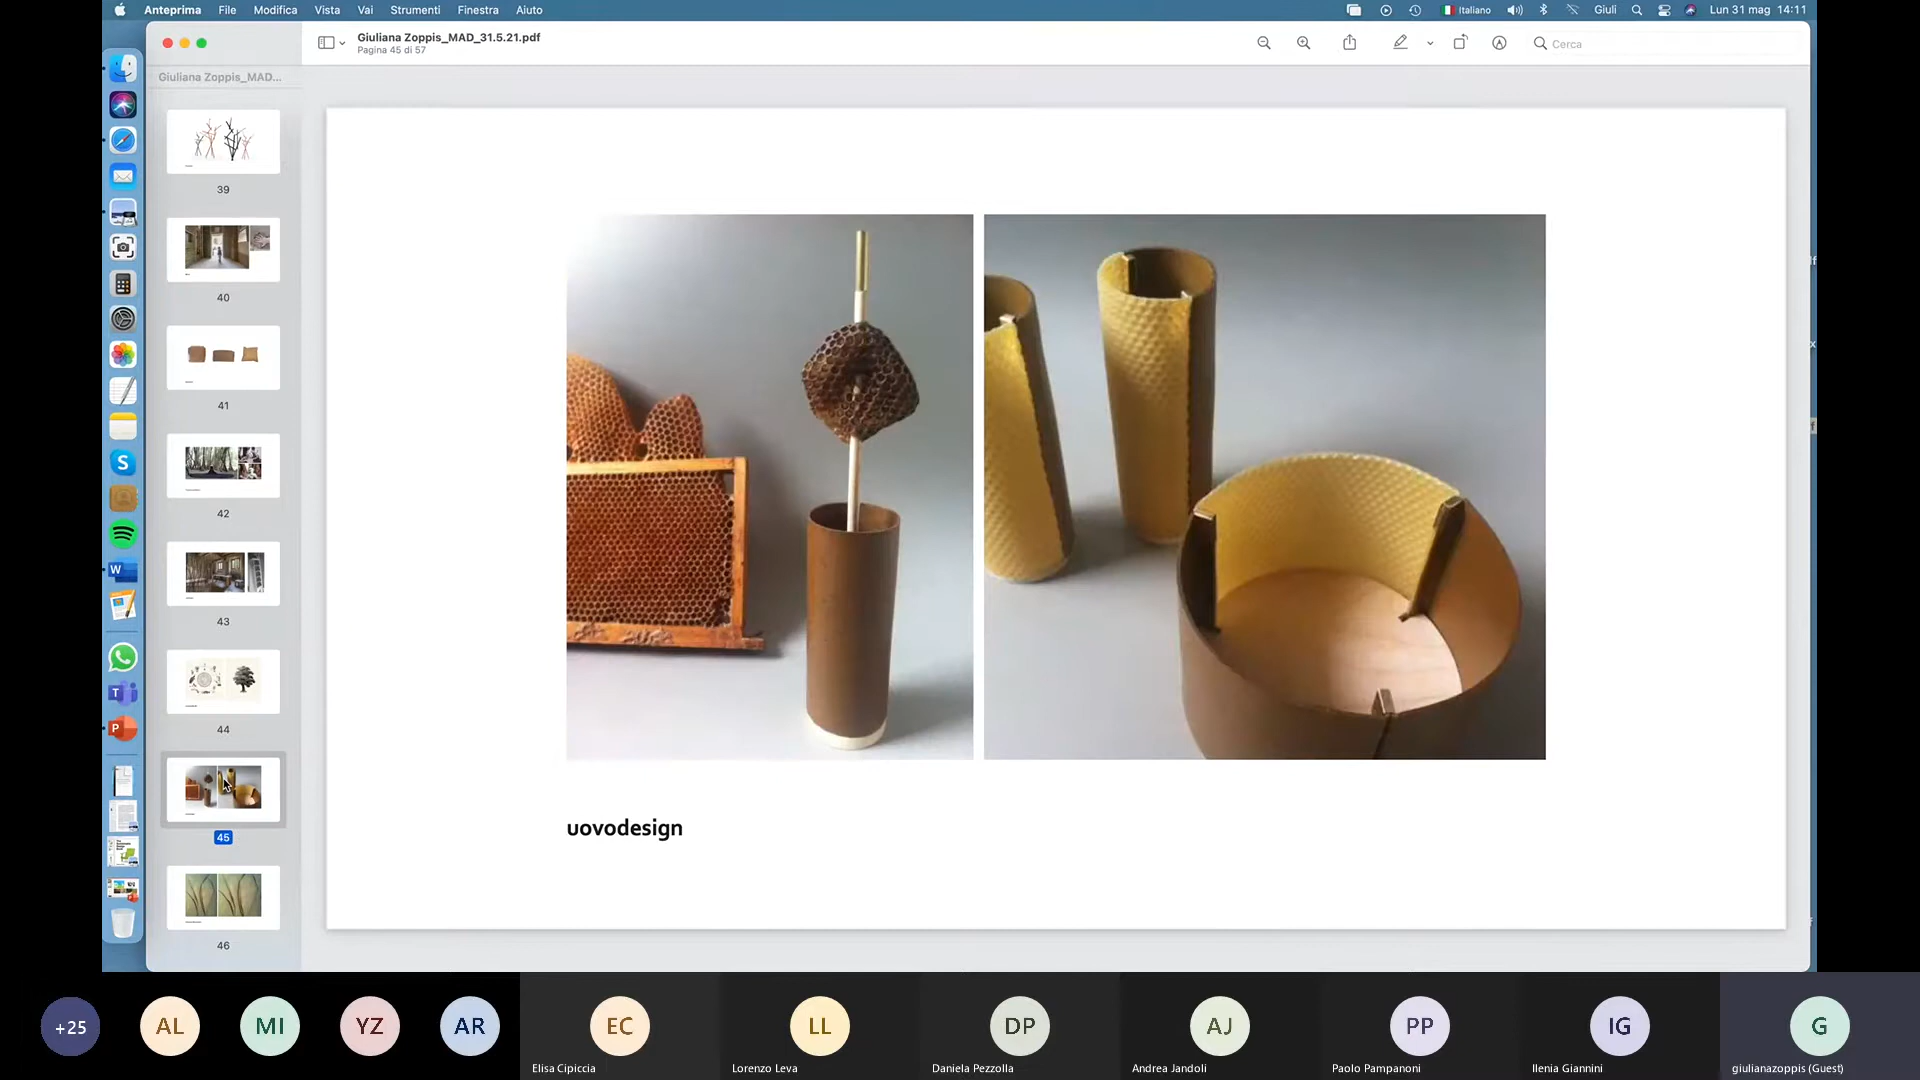 Anteprima File Modifica Vista Vai Strumenti Finestra Aiuto Italiano Giuli Lun 31 mag 14:11
Giuliana Zoppis_MAD_31.5.21.pdf
Pagina 45 di 57
Cerca
Giuliana Zoppis_MAD...
39
40
41
42
43
44
45
46
uovodesign
+25 AL MI YZ AR EC LL DP AJ PP IG G
Elisa Cipiccia Lorenzo Leva Daniela Pezzolla Andrea Jandoli Paolo Pampanoni Ilenia Giannini giulianazoppis (Guest)